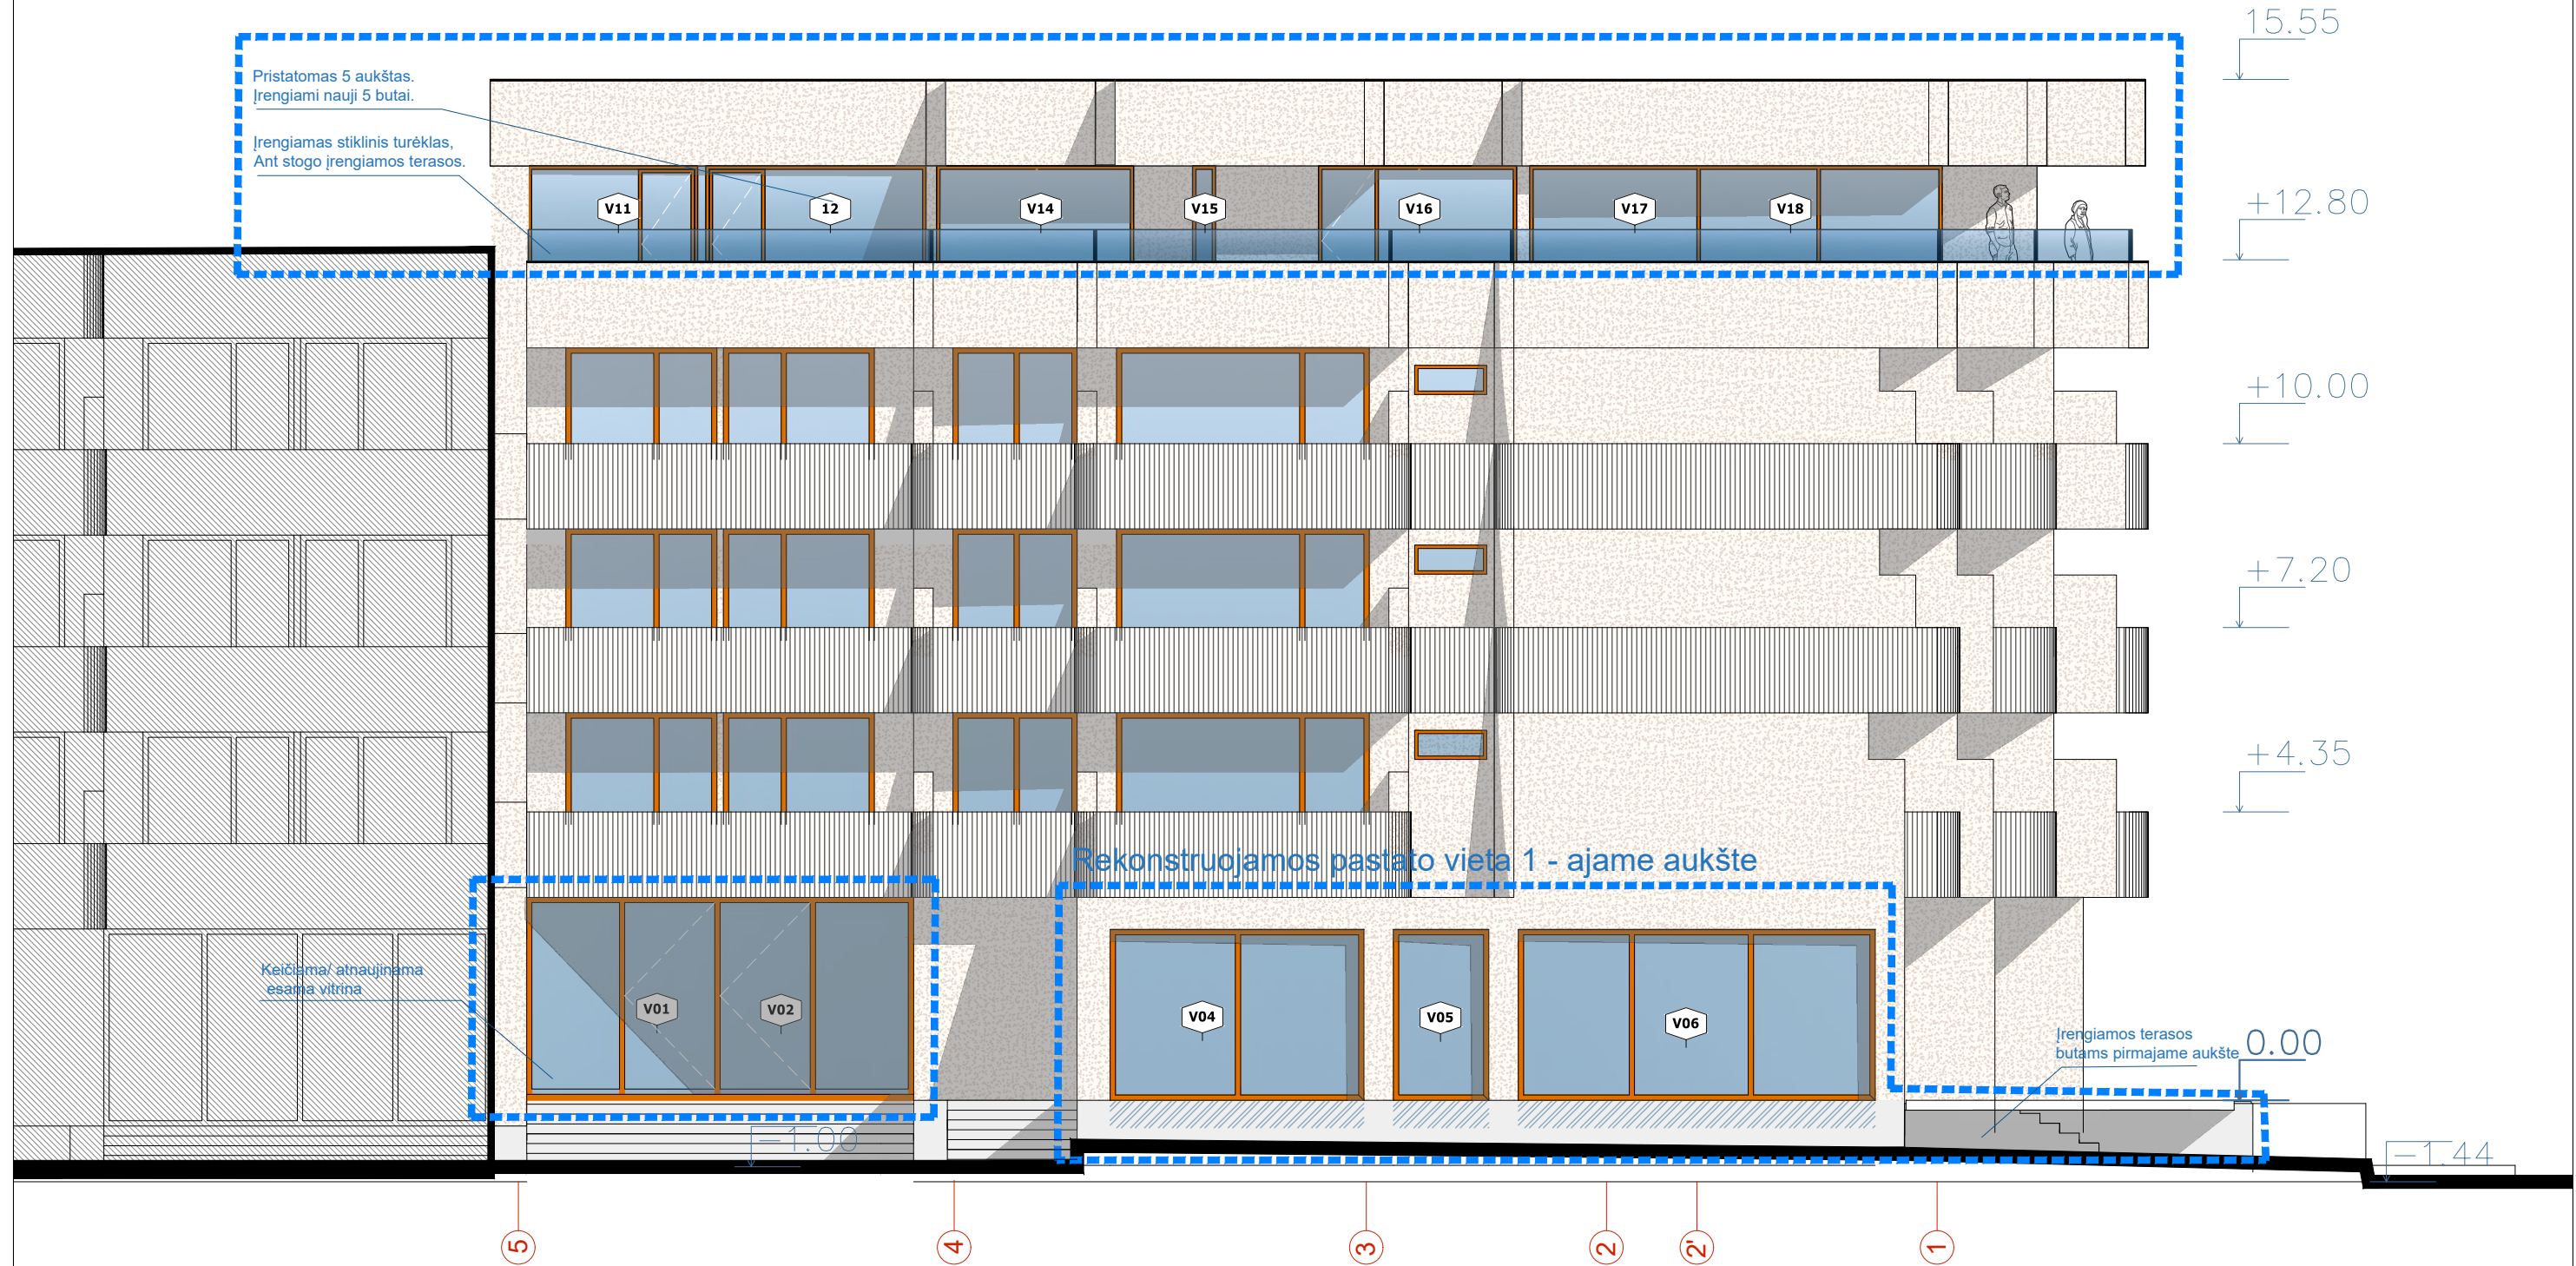 15.55
Pristatomas 5 aukštas.
Įrengiami nauji 5 butai.
Įrengiamas stiklinis turėklas,
Ant stogo įrengiamos terasos.
V11
12
V14
V15
V16
V17
V18
+12.80
+10.00
+7.20
+4.35
Rekonstruojamos pastato vieta 1 - ajame aukšte
Keičiama/ atnaujinama
esama vitrina
V01
V02
V04
V05
V06
Įrengiamos terasos
butams pirmajame aukšte
0.00
-1.00
-1.44
5
4
3
2
2'
1